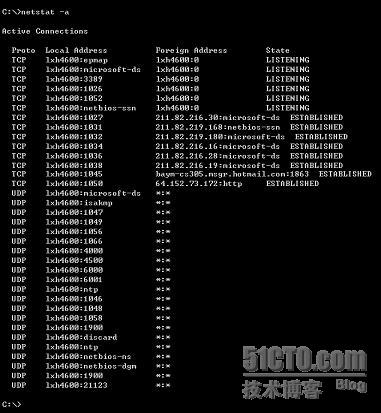 C:\>netstat -a
Active Connections
Proto Local Address Foreign Address State
TCP lxh4600:epmap lxh4600:0 LISTENING
TCP lxh4600:microsoft-ds lxh4600:0 LISTENING
TCP lxh4600:3389 lxh4600:0 LISTENING
TCP lxh4600:1026 lxh4600:0 LISTENING
TCP lxh4600:1052 lxh4600:0 LISTENING
TCP lxh4600:netbios-ssn lxh4600:0 LISTENING
TCP lxh4600:1027 211.82.216.30:microsoft-ds ESTABLISHED
TCP lxh4600:1031 211.82.219.168:netbios-ssn ESTABLISHED
TCP lxh4600:1032 211.82.219.180:microsoft-ds ESTABLISHED
TCP lxh4600:1034 211.82.216.16:microsoft-ds ESTABLISHED
TCP lxh4600:1036 211.82.216.28:microsoft-ds ESTABLISHED
TCP lxh4600:1038 211.82.216.19:microsoft-ds ESTABLISHED
TCP lxh4600:1045 baym-cs305.msgr.hotmail.com:1863 ESTABLISHED
TCP lxh4600:1050 64.152.73.172:http ESTABLISHED
UDP lxh4600:microsoft-ds *:*
UDP lxh4600:isakmp *:*
UDP lxh4600:1047 *:*
UDP lxh4600:1049 *:*
UDP lxh4600:1056 *:*
UDP lxh4600:1066 *:*
UDP lxh4600:4000 *:*
UDP lxh4600:4500 *:*
UDP lxh4600:6000 *:*
UDP lxh4600:6001 *:*
UDP lxh4600:ntp *:*
UDP lxh4600:1046 *:*
UDP lxh4600:1048 *:*
UDP lxh4600:1058 *:*
UDP lxh4600:1900 *:*
UDP lxh4600:discard *:*
UDP lxh4600:ntp *:*
UDP lxh4600:netbios-ns *:*
UDP lxh4600:netbios-dgm *:*
UDP lxh4600:1900 *:*
UDP lxh4600:21123 *:*
C:\>
51CTO.com
技术博客 Blog